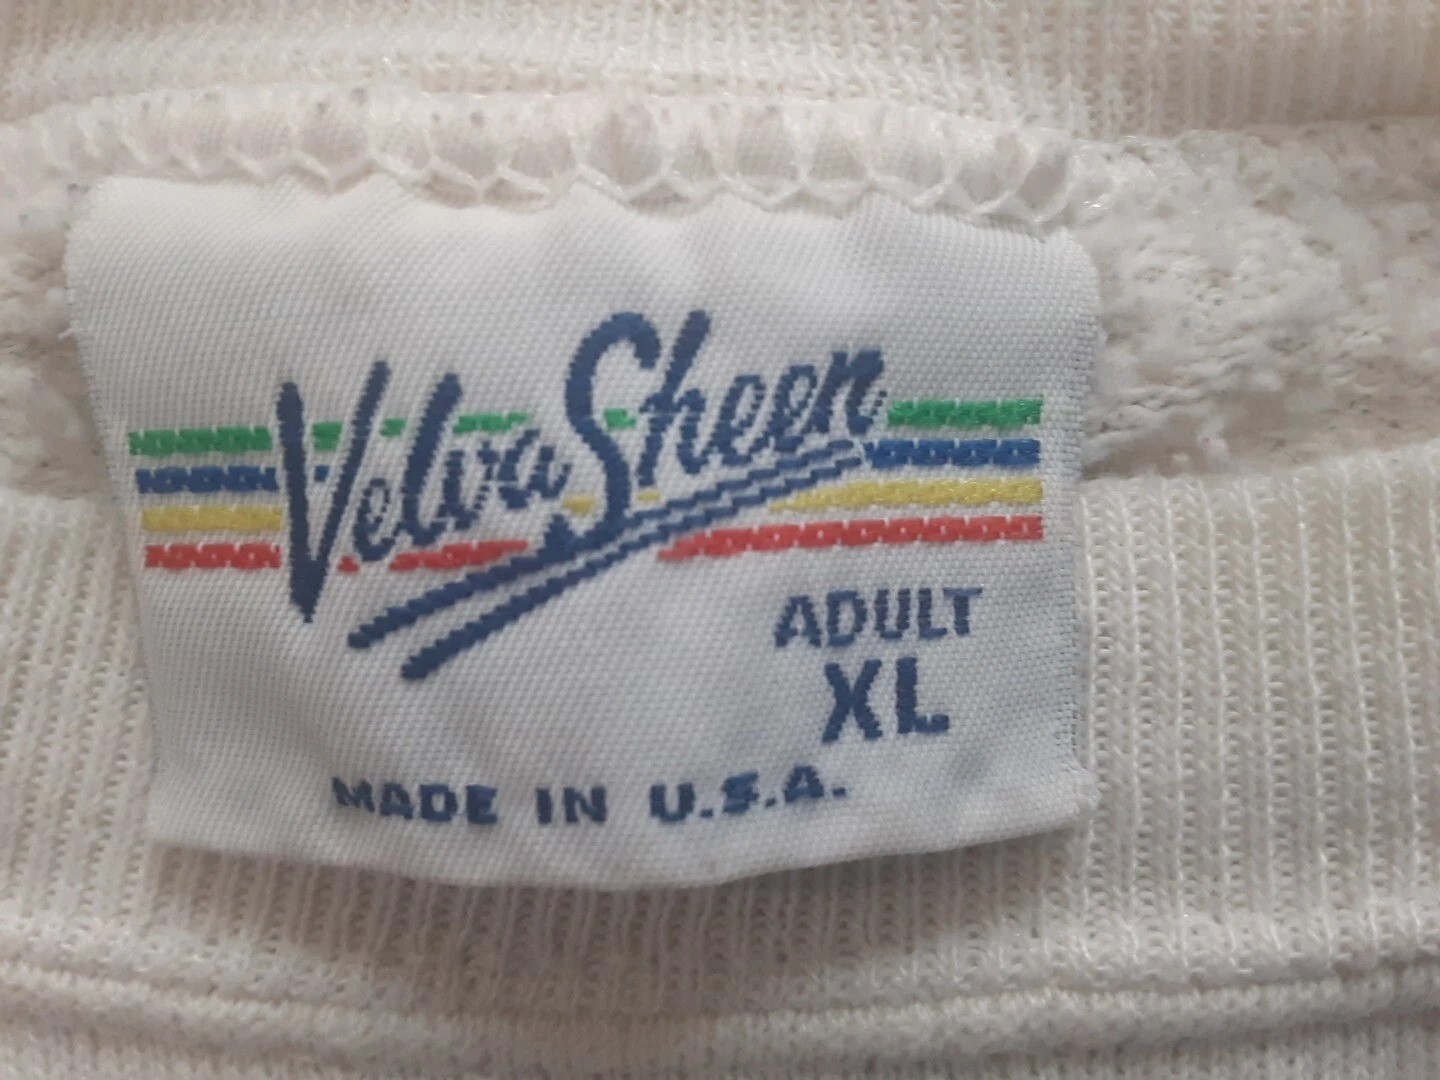 Velva Sheen
ADULT
XL
MADE IN U.S.A.